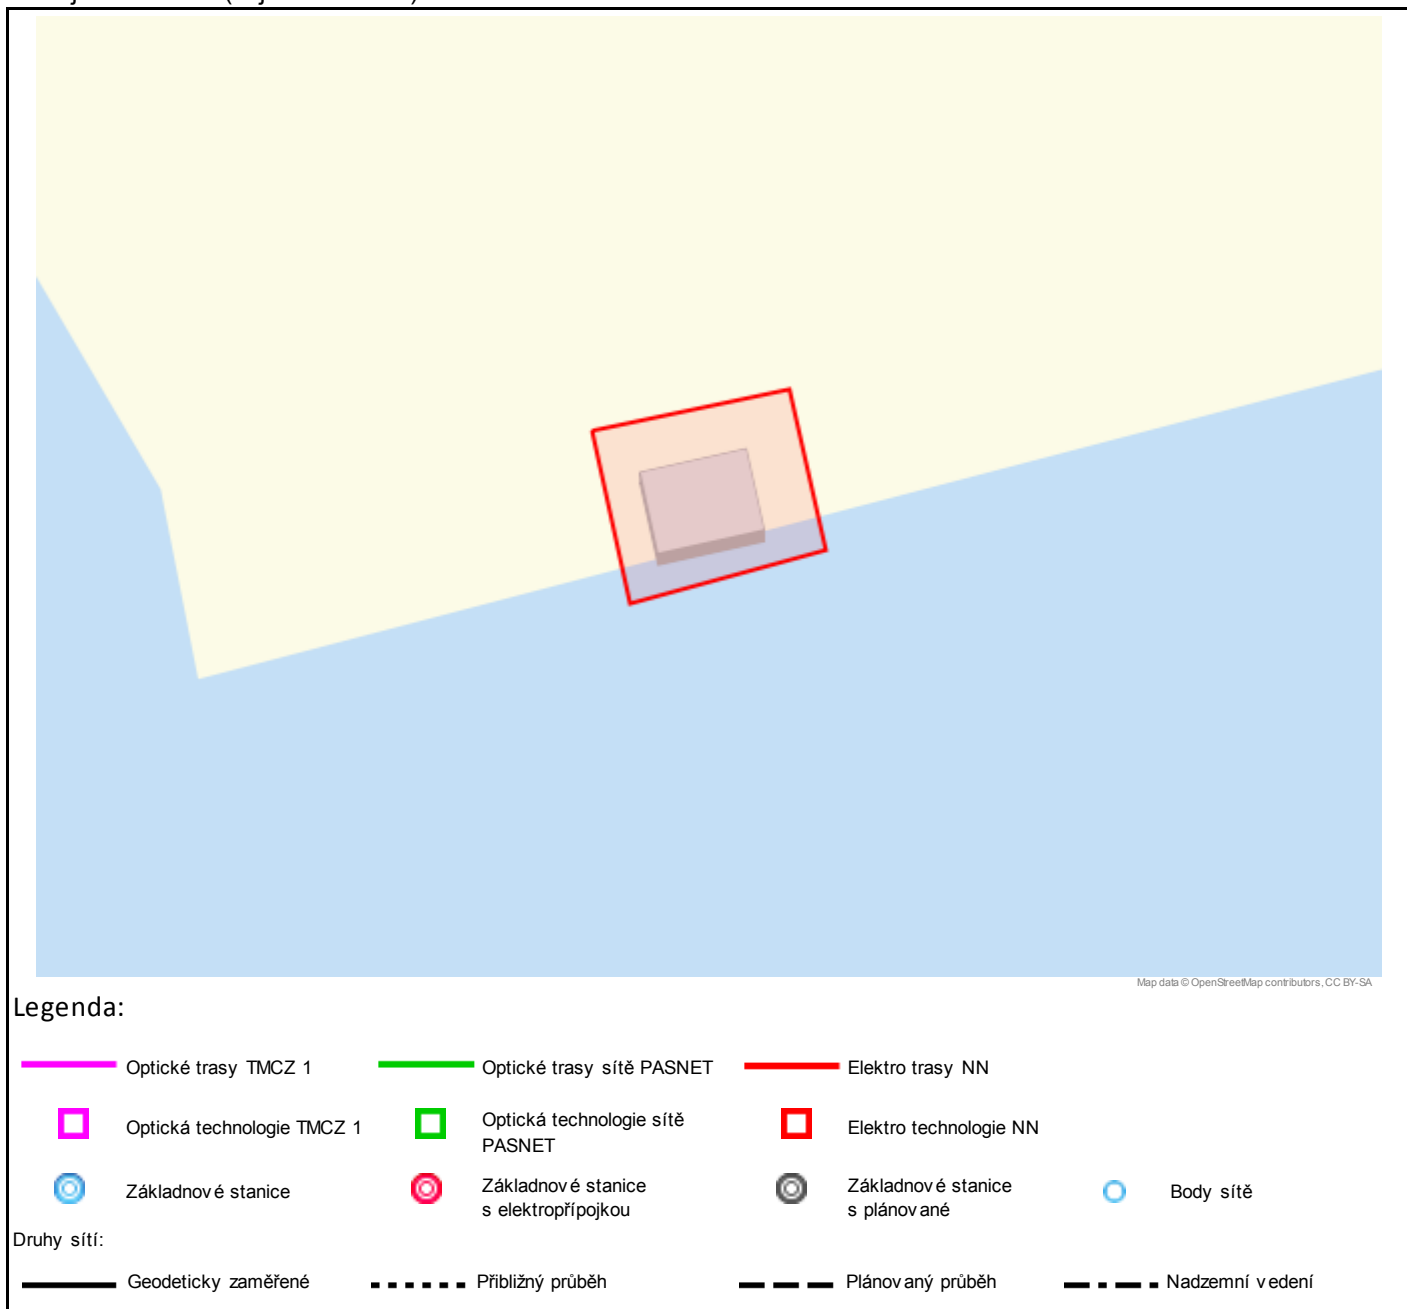 Map data © OpenStreetMap contributors, CC BY-SA
Legenda:
Optické trasy TMCZ 1
Optické trasy sítě PASNET
Elektro trasy NN
Optická technologie TMCZ 1
Optická technologie sítě
PASNET
Elektro technologie NN
Základnové stanice
Základnové stanice
s elektropřípojkou
Základnové stanice
s plánované
Body sítě
Druhy sítí:
Geodeticky zaměřené
Přibližný průběh
Plánovaný průběh
Nadzemní vedení